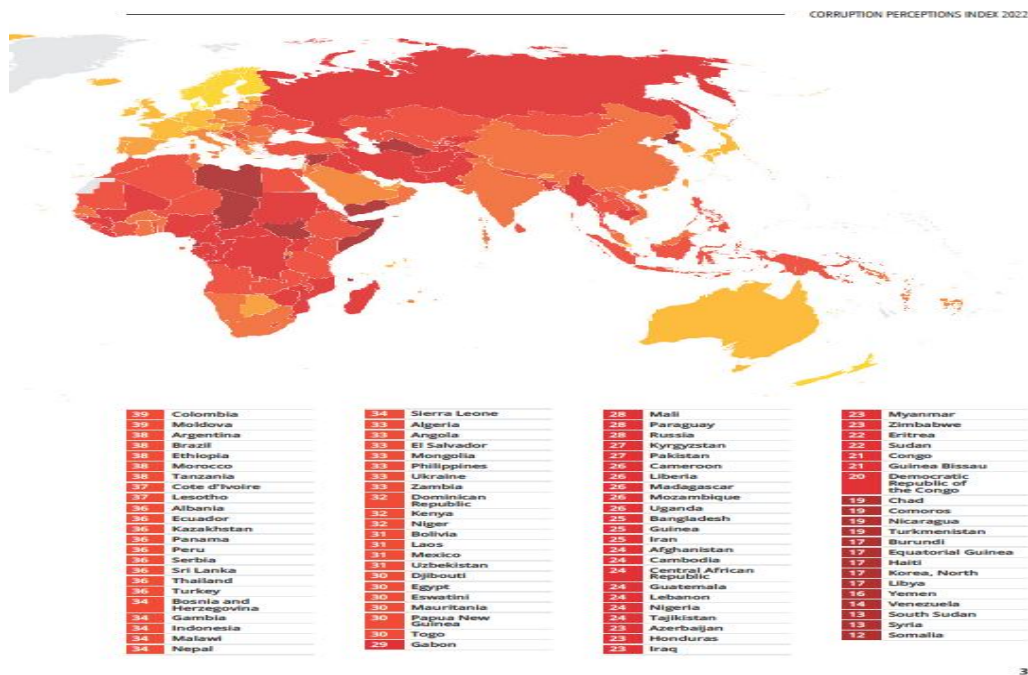 CORRUPTION PERCEPTIONS INDEX 2022
39 Colombia
39 Moldova
38 Argentina
38 Brazil
38 Ethiopia
38 Morocco
38 Tanzania
37 Cote d'Ivoire
37 Lesotho
36 Albania
36 Ecuador
36 Kazakhstan
36 Panama
36 Peru
36 Serbia
36 Sri Lanka
36 Thailand
36 Turkey
34 Bosnia and
Herzegovina
34 Gambia
34 Indonesia
34 Malawi
34 Nepal
34 Sierra Leone
33 Algeria
33 Angola
33 El Salvador
33 Mongolia
33 Philippines
33 Ukraine
33 Zambia
32 Dominican
Republic
32 Kenya
32 Niger
31 Bolivia
31 Laos
31 Mexico
31 Uzbekistan
30 Djibouti
30 Egypt
30 Eswatini
30 Mauritania
30 Papua New
Guinea
30 Togo
29 Gabon
28 Mali
28 Paraguay
28 Russia
27 Kyrgyzstan
27 Pakistan
26 Cameroon
26 Liberia
26 Madagascar
26 Mozambique
26 Uganda
25 Bangladesh
25 Guinea
25 Iran
24 Afghanistan
24 Cambodia
24 Central African
Republic
24 Guatemala
24 Lebanon
24 Nigeria
24 Tajikistan
23 Azerbaijan
23 Honduras
23 Iraq
23 Myanmar
23 Zimbabwe
22 Eritrea
22 Sudan
21 Congo
21 Guinea Bissau
20 Democratic
Republic of
the Congo
19 Chad
19 Comoros
19 Nicaragua
19 Turkmenistan
17 Burundi
17 Equatorial Guinea
17 Haiti
17 Korea, North
17 Libya
16 Yemen
14 Venezuela
13 South Sudan
13 Syria
12 Somalia
3